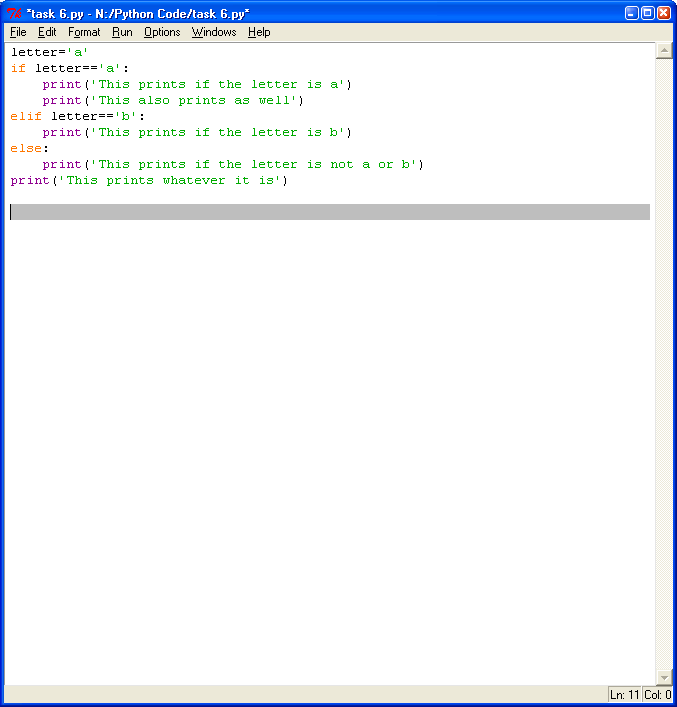 *task 6.py - N:/Python Code/task 6.py*
File Edit Format Run Options Windows Help
letter='a'
if letter=='a':
    print('This prints if the letter is a')
    print('This also prints as well')
elif letter=='b':
    print('This prints if the letter is b')
else:
    print('This prints if the letter is not a or b')
print('This prints whatever it is')
Ln: 11 Col: 0